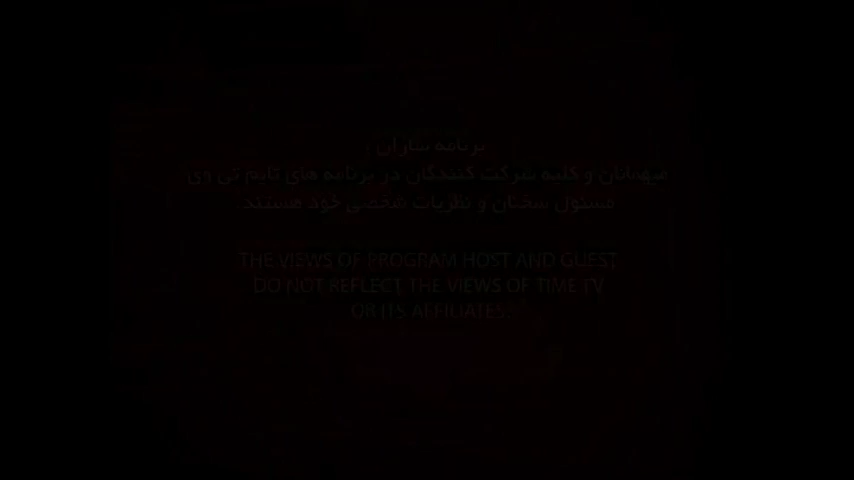 برنامه سازان
میهمانان و کلیه شرکت کنندگان در برنامه های تایم تی وی
مسئول سخنان و نظریات شخصی خود هستند.
THE VIEWS OF PROGRAM HOST AND GUEST
DO NOT REFLECT THE VIEWS OF TIME TV
OR ITS AFFILIATES.